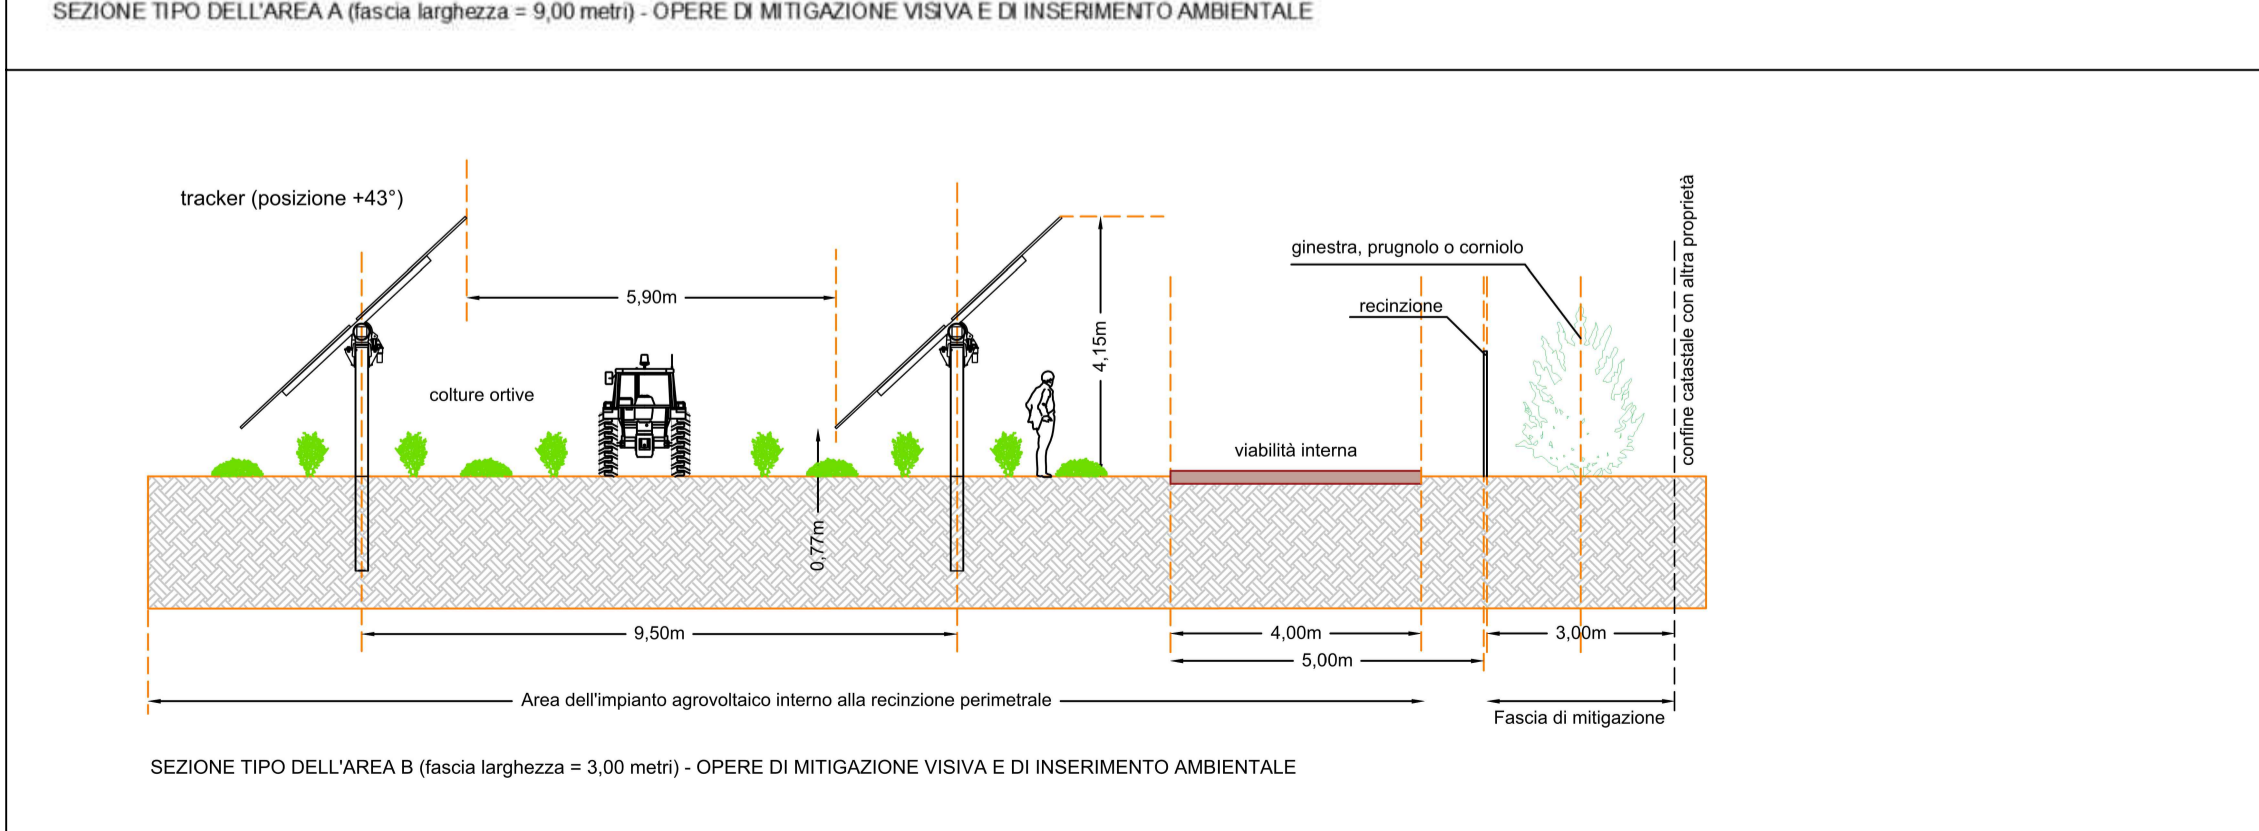 SEZIONE TIPO DELL'AREA A (fascia larghezza = 9,00 metri) - OPERE DI MITIGAZIONE VISIVA E DI INSERIMENTO AMBIENTALE
tracker (posizione +43°)
confine catastale con altra proprietà
ginestra, prugnolo o corniolo
5,90m
recinzione
4,15m
colture ortive
viabilità interna
0,77m
9,50m
4,00m
3,00m
5,00m
Area dell'impianto agrovoltaico interno alla recinzione perimetrale
Fascia di mitigazione
SEZIONE TIPO DELL'AREA B (fascia larghezza = 3,00 metri) - OPERE DI MITIGAZIONE VISIVA E DI INSERIMENTO AMBIENTALE